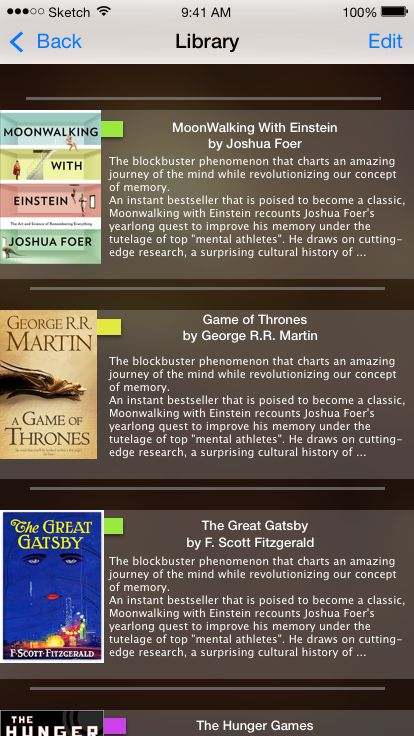 Sketch
9:41 AM
100%
Back
Library
Edit
MOONWALKING
WITH
EINSTEIN
The Art and Science of Remembering Everything
JOSHUA FOER
MoonWalking With Einstein
by Joshua Foer
The blockbuster phenomenon that charts an amazing
journey of the mind while revolutionizing our concept
of memory.
An instant bestseller that is poised to become a classic,
Moonwalking with Einstein recounts Joshua Foer's
yearlong quest to improve his memory under the
tutelage of top "mental athletes". He draws on cutting-
edge research, a surprising cultural history of ...
GEORGE R.R.
MARTIN
A GAME OF
THRONES
Game of Thrones
by George R.R. Martin
The blockbuster phenomenon that charts an amazing
journey of the mind while revolutionizing our concept
of memory.
An instant bestseller that is poised to become a classic,
Moonwalking with Einstein recounts Joshua Foer's
yearlong quest to improve his memory under the
tutelage of top "mental athletes". He draws on cutting-
edge research, a surprising cultural history of ...
The GREAT
GATSBY
F·SCOTT·FITZGERALD
The Great Gatsby
by F. Scott Fitzgerald
The blockbuster phenomenon that charts an amazing
journey of the mind while revolutionizing our concept
of memory.
An instant bestseller that is poised to become a classic,
Moonwalking with Einstein recounts Joshua Foer's
yearlong quest to improve his memory under the
tutelage of top "mental athletes". He draws on cutting-
edge research, a surprising cultural history of ...
THE
HUNGER
The Hunger Games